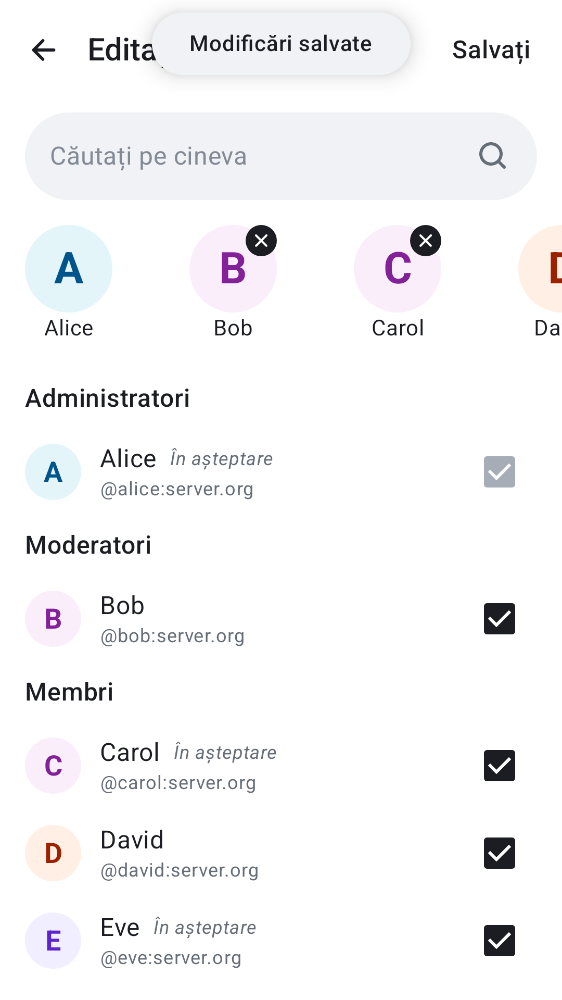 Modificări salvate
Salvați
Căutați pe cineva
A
B
C
Alice
Bob
Carol
Administratori
A
Alice În așteptare
@alice:server.org
Moderatori
B
Bob
@bob:server.org
Membri
C
Carol În așteptare
@carol:server.org
D
David
@david:server.org
E
Eve În așteptare
@eve:server.org